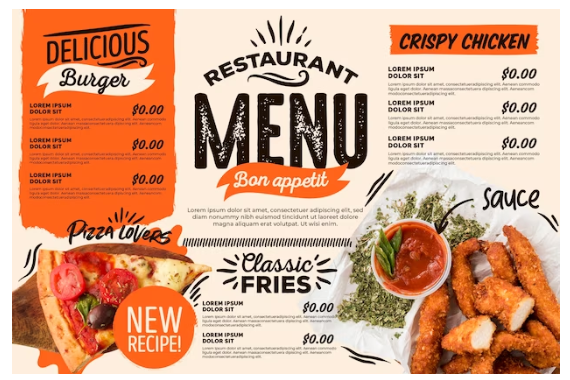 DELICIOUS
Burger
LOREM IPSUM
DOLOR SIT
$0.00
LOREM IPSUM
DOLOR SIT
$0.00
LOREM IPSUM
DOLOR SIT
$0.00
PIZZA LOVERS
NEW
RECIPE!
RESTAURANT
MENU
Bon appetit
Lorem ipsum dolor sit amet, consectetuer adipiscing elit, sed diam
nonummy nibh euismod tincidunt ut laoreet dolore
magna aliquam erat volutpat. Ut wisi enim.
Classic
FRIES
LOREM IPSUM
DOLOR SIT
$0.00
LOREM IPSUM
DOLOR SIT
$0.00
CRISPY CHICKEN
LOREM IPSUM
DOLOR SIT
$0.00
LOREM IPSUM
DOLOR SIT
$0.00
LOREM IPSUM
DOLOR SIT
$0.00
sauce